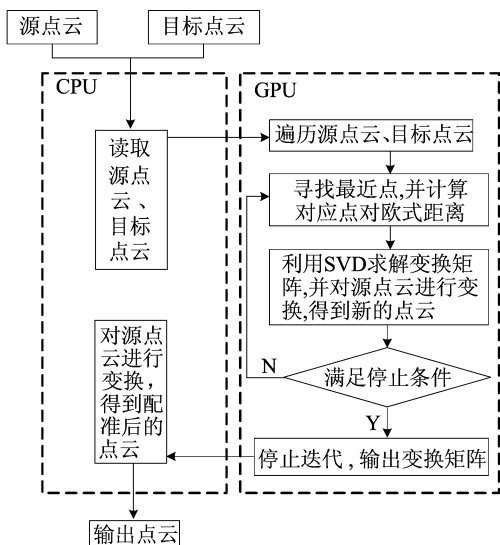 源点云
目标点云
CPU
读取
源点
云、
目标
点云
对源点
云进行
变换，
得到配
准后的
点云
输出点云
GPU
遍历源点云、目标点云
寻找最近点,并计算
对应点对欧式距离
利用SVD求解变换矩
阵,并对源点云进行变
换,得到新的点云
满足停止条件
N
Y
停止迭代，输出变换矩阵